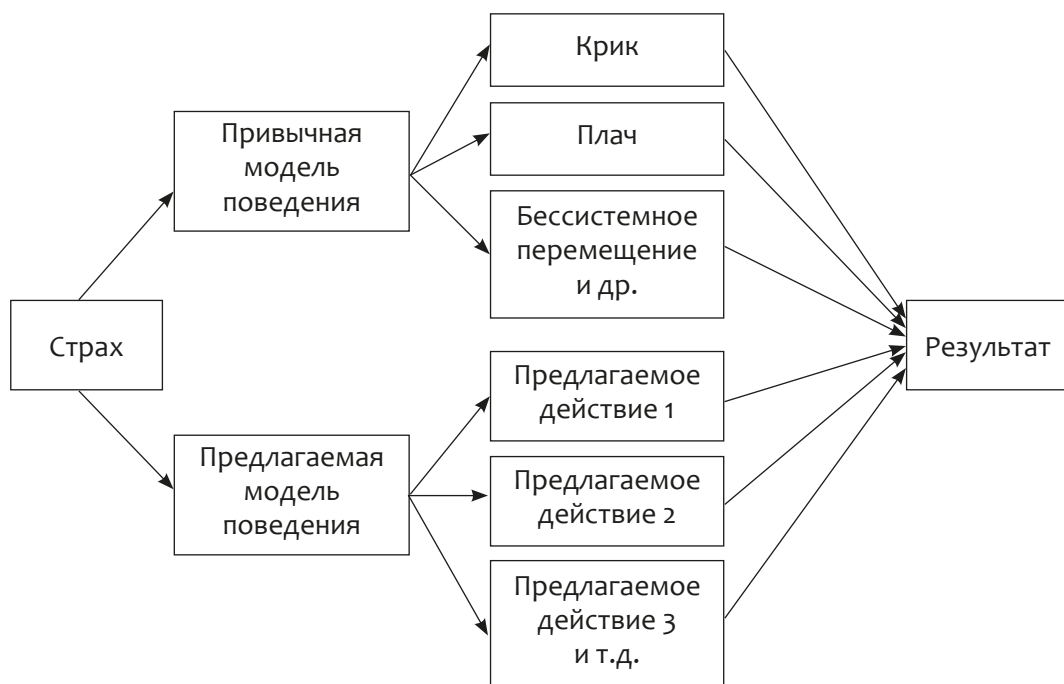 Крик
Привычная
модель
поведения
Плач
Бессистемное
перемещение
и др.
Страх
Результат
Предлагаемое
действие 1
Предлагаемая
модель
поведения
Предлагаемое
действие 2
Предлагаемое
действие 3
и т.д.